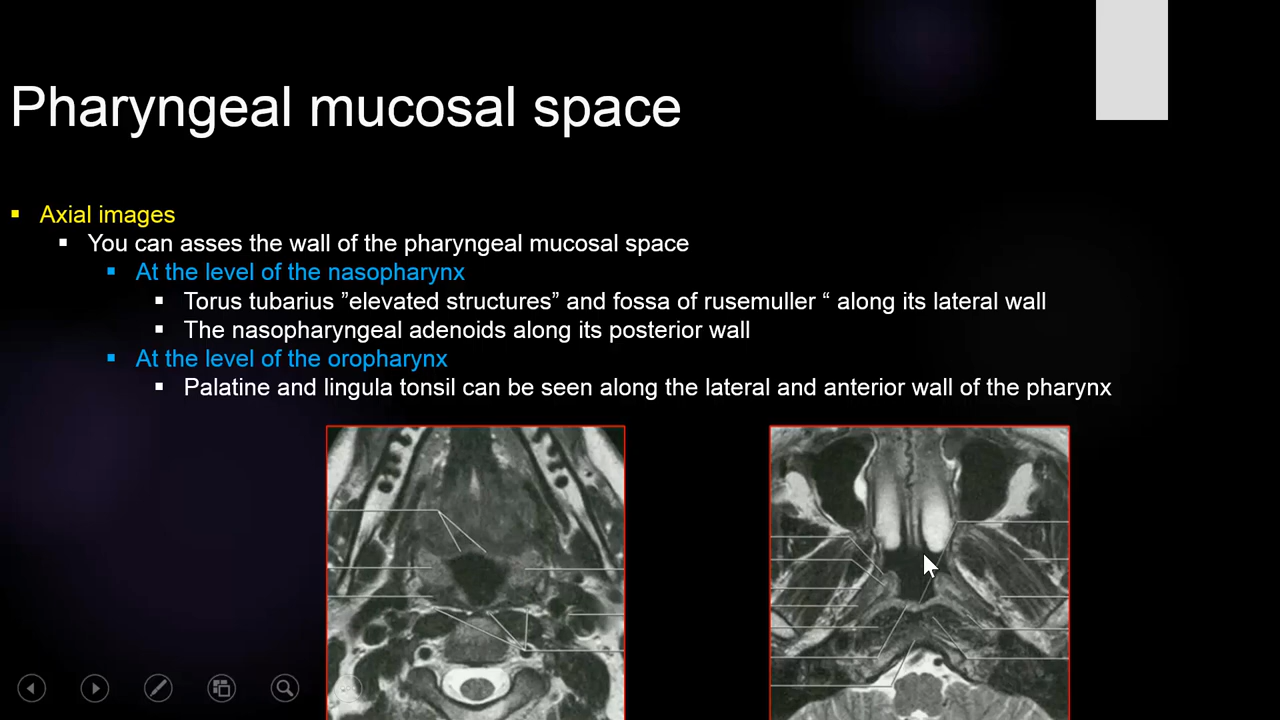 Pharyngeal mucosal space
Axial images
You can asses the wall of the pharyngeal mucosal space
At the level of the nasopharynx
Torus tubarius ”elevated structures” and fossa of rusemuller “ along its lateral wall
The nasopharyngeal adenoids along its posterior wall
At the level of the oropharynx
Palatine and lingula tonsil can be seen along the lateral and anterior wall of the pharynx